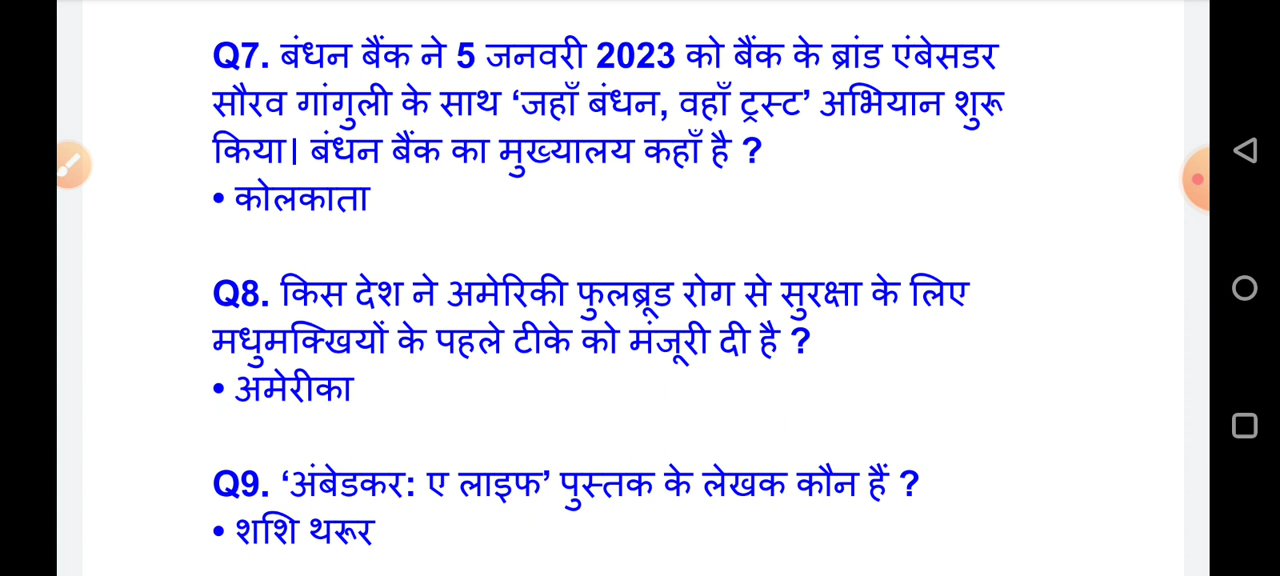 Q7. बंधन बैंक ने 5 जनवरी 2023 को बैंक के ब्रांड एंबेसडर
सौरव गांगुली के साथ ‘जहाँ बंधन, वहाँ ट्रस्ट’ अभियान शुरू
किया। बंधन बैंक का मुख्यालय कहाँ है ?
• कोलकाता
Q8. किस देश ने अमेरिकी फुलब्रूड रोग से सुरक्षा के लिए
मधुमक्खियों के पहले टीके को मंजूरी दी है ?
• अमेरीका
Q9. ‘अंबेडकर: ए लाइफ’ पुस्तक के लेखक कौन हैं ?
• शशि थरूर